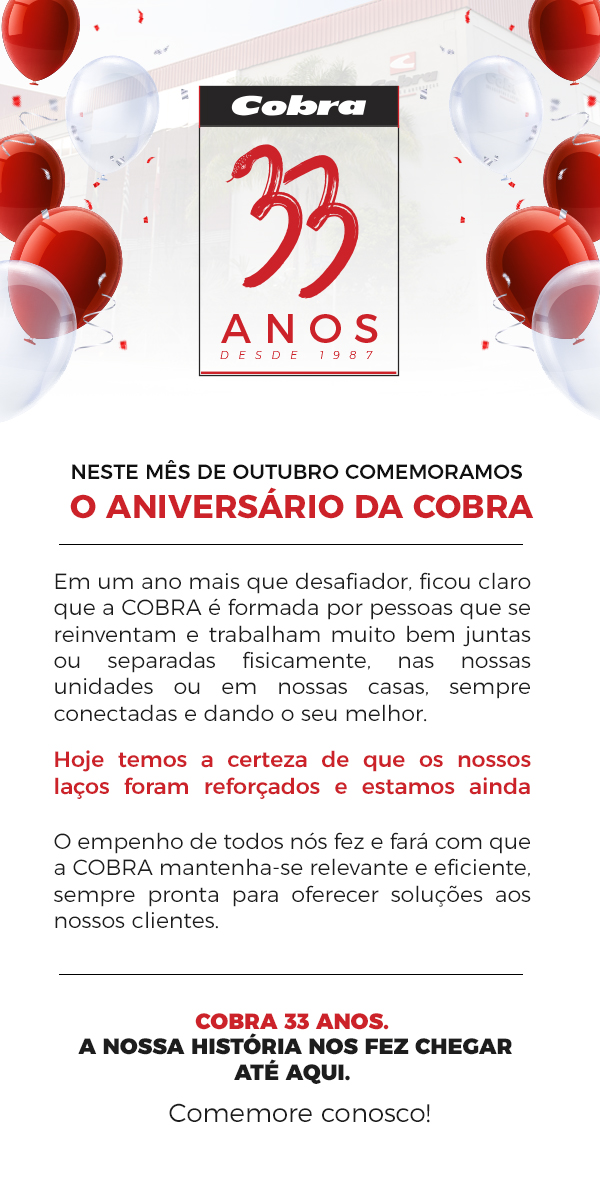 Cobra
Cobra
33
ANOS
DESDE 1987
NESTE MÊS DE OUTUBRO COMEMORAMOS
O ANIVERSÁRIO DA COBRA
Em um ano mais que desafiador, ficou claro
que a COBRA é formada por pessoas que se
reinventam e trabalham muito bem juntas
ou separadas fisicamente, nas nossas
unidades ou em nossas casas, sempre
conectadas e dando o seu melhor.
Hoje temos a certeza de que os nossos
laços foram reforçados e estamos ainda
O empenho de todos nós fez e fará com que
a COBRA mantenha-se relevante e eficiente,
sempre pronta para oferecer soluções aos
nossos clientes.
COBRA 33 ANOS.
A NOSSA HISTÓRIA NOS FEZ CHEGAR
ATÉ AQUI.
Comemore conosco!